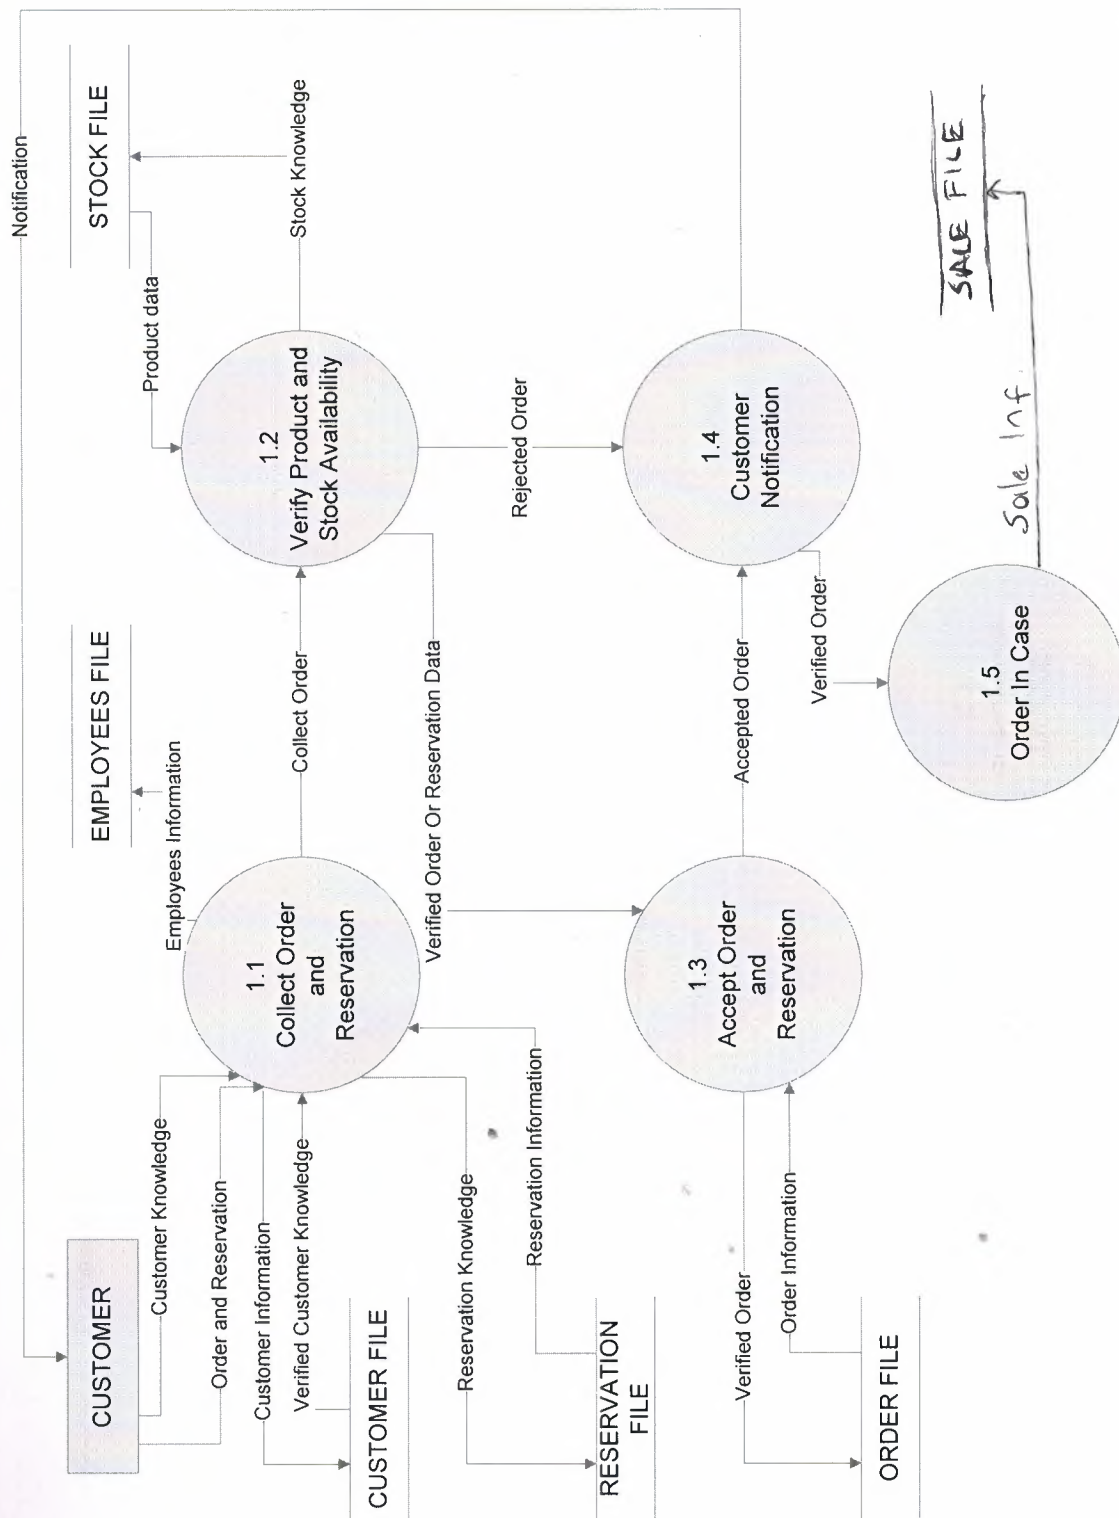 Notification
CUSTOMER
Customer Knowledge
Order and Reservation
Customer Information
Verified Customer Knowledge
CUSTOMER FILE
Reservation Knowledge
Reservation Information
RESERVATION
FILE
Verified Order
Order Information
ORDER FILE
EMPLOYEES FILE
Employees Information
1.1
Collect Order
and
Reservation
Collect Order
Verified Order Or Reservation Data
1.3
Accept Order
and
Reservation
Accepted Order
STOCK FILE
Product data
Stock Knowledge
1.2
Verify Product and
Stock Availability
Rejected Order
1.4
Customer
Notification
Verified Order
1.5
Order In Case
Sale Inf.
SALE FILE